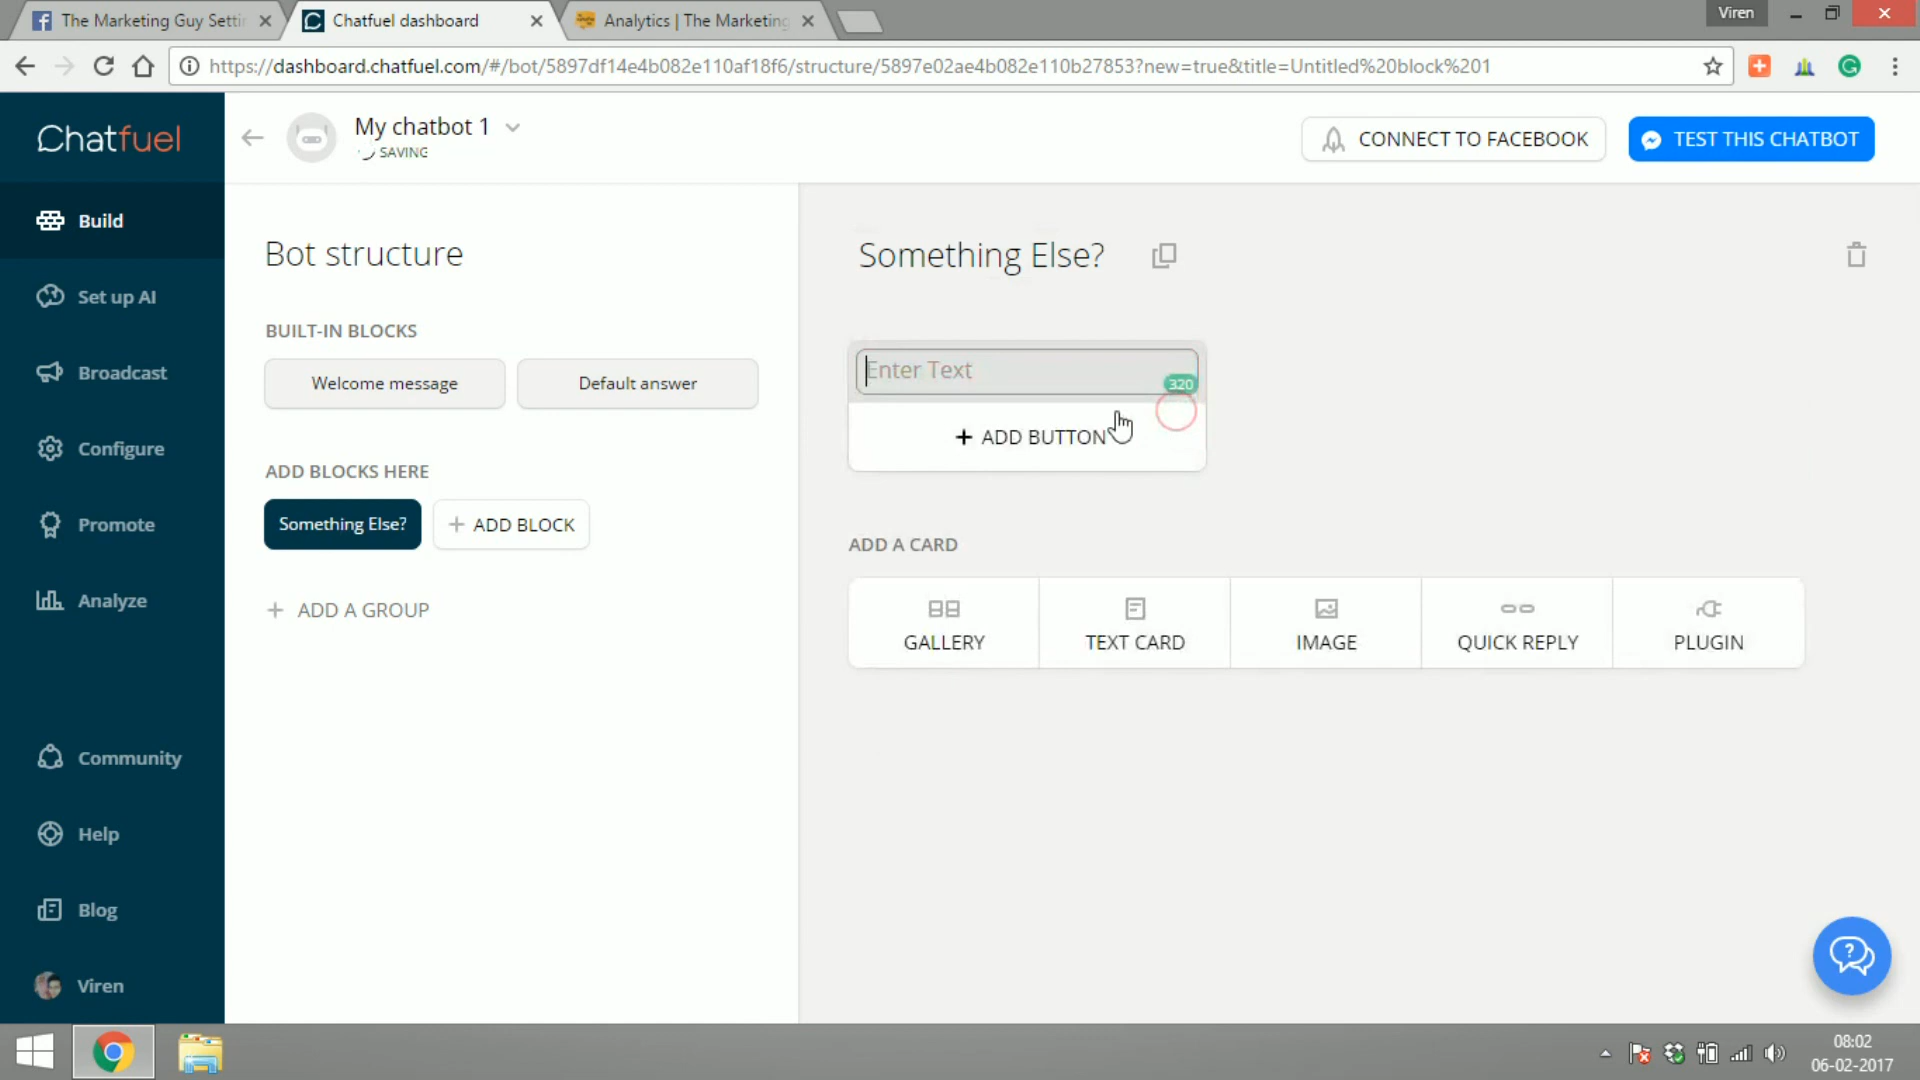 The Marketing Guy Settin
Chatfuel dashboard
Analytics | The Marketing
Viren
https://dashboard.chatfuel.com/#/bot/5897df14e4b082e110af18f6/structure/5897e02ae4b082e110b27853?new=true&title=Untitled%20block%201
Chatfuel
My chatbot 1
SAVING
CONNECT TO FACEBOOK
TEST THIS CHATBOT
Build
Set up AI
Broadcast
Configure
Promote
Analyze
Community
Help
Blog
Viren
Bot structure
BUILT-IN BLOCKS
Welcome message
Default answer
ADD BLOCKS HERE
Something Else?
+ ADD BLOCK
+ ADD A GROUP
Something Else?
Enter Text
320
+ ADD BUTTON
ADD A CARD
GALLERY
TEXT CARD
IMAGE
QUICK REPLY
PLUGIN
08:02
06-02-2017